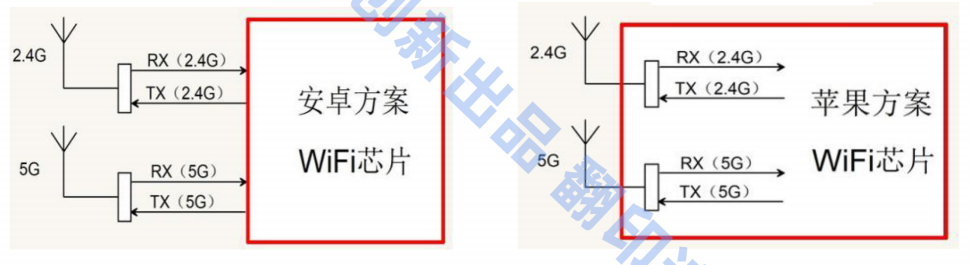 2.4G
RX（2.4G）
TX（2.4G）
5G
RX（5G）
TX（5G）
安卓方案
WiFi芯片
2.4G
RX（2.4G）
TX（2.4G）
5G
RX（5G）
TX（5G）
苹果方案
WiFi芯片
创新出品 翻印